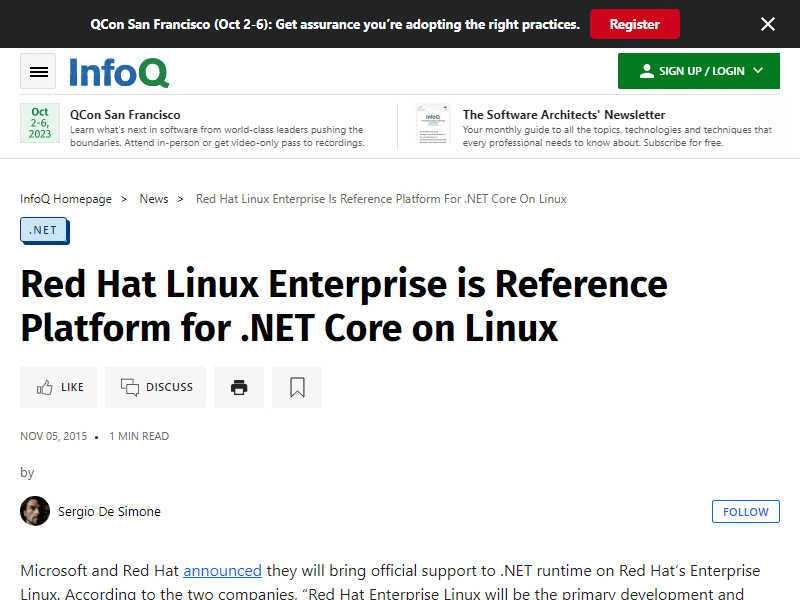 QCon San Francisco (Oct 2-6): Get assurance you're adopting the right practices.
Register
InfoQ
SIGN UP / LOGIN
Oct
2-6,
2023
QCon San Francisco
Learn what's next in software from world-class leaders pushing the
boundaries. Attend in-person or get video-only pass to recordings.
InfoQ
The Software Architects' Newsletter
Your monthly guide to all the topics, technologies and techniques that
every professional needs to know about. Subscribe for free.
InfoQ Homepage > News > Red Hat Linux Enterprise Is Reference Platform For .NET Core On Linux
.NET
Red Hat Linux Enterprise is Reference
Platform for .NET Core on Linux
LIKE
DISCUSS
NOV 05, 2015 • 1 MIN READ
by
Sergio De Simone
FOLLOW
Microsoft and Red Hat announced they will bring official support to .NET runtime on Red Hat's Enterprise
Linux. According to the two companies, "Red Hat Enterprise Linux will be the primary development and